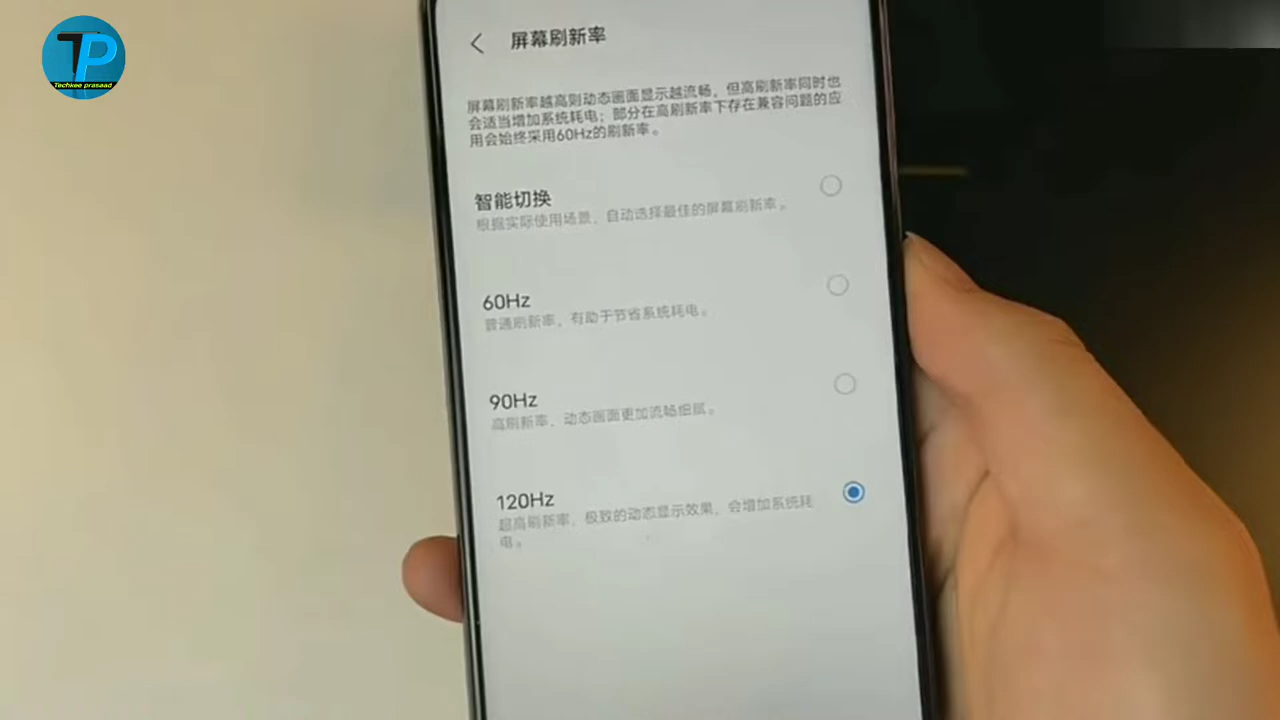 TP
Techkee prasaad
屏幕刷新率
屏幕刷新率越高则动态画面显示越流畅，但高刷新率同时也
会适当增加系统耗电；部分在高刷新率下存在兼容问题的应
用会始终采用60Hz的刷新率。
智能切换
根据实际使用场景，自动选择最佳的屏幕刷新率。
60Hz
普通刷新率，有助于节省系统耗电。
90Hz
高刷新率，动态画面更加流畅细腻。
120Hz
超高刷新率，极致的动态显示效果，会增加系统耗
电。